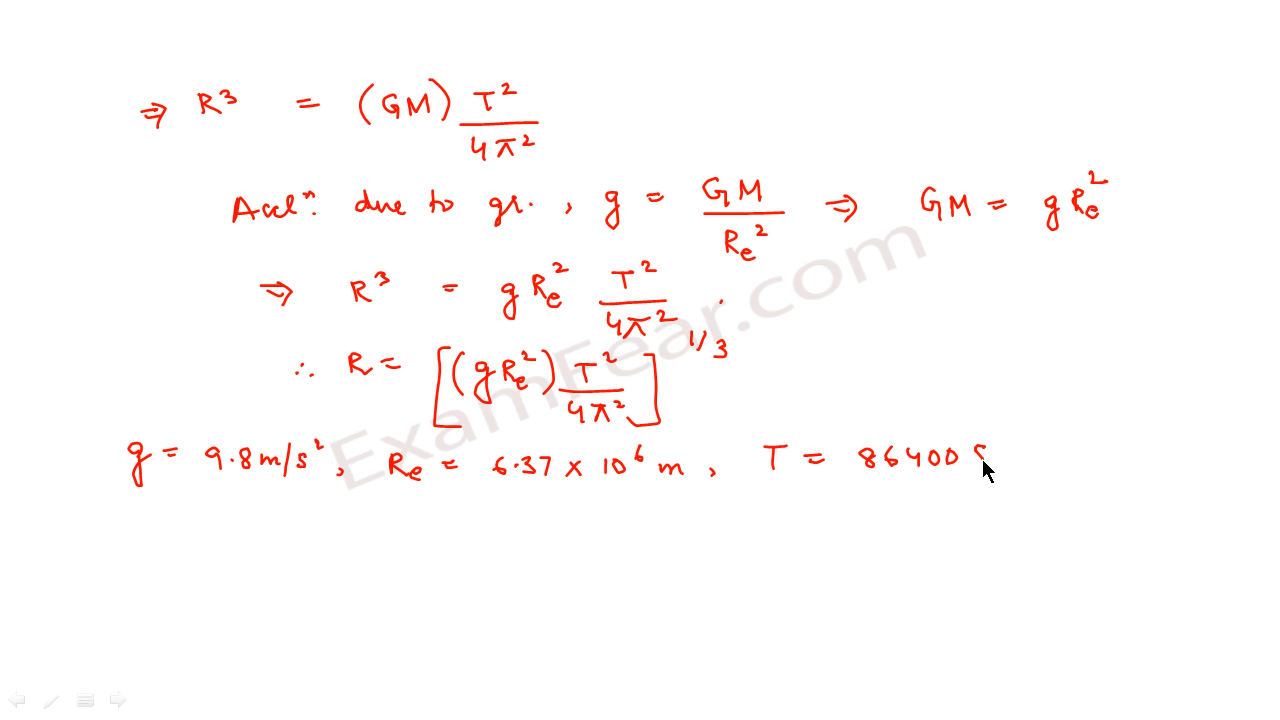 ⇒ R³ = (GM) T²/4π²
Accl^n. due to gr., g = GM/Re² ⇒ GM = gRe²
⇒ R³ = gRe² T²/4π².
∴ R = [(gRe²) T²/4π²]^1/3
g = 9.8 m/s², Re = 6.37 × 10⁶ m, T = 86400 S
ExamFear.com